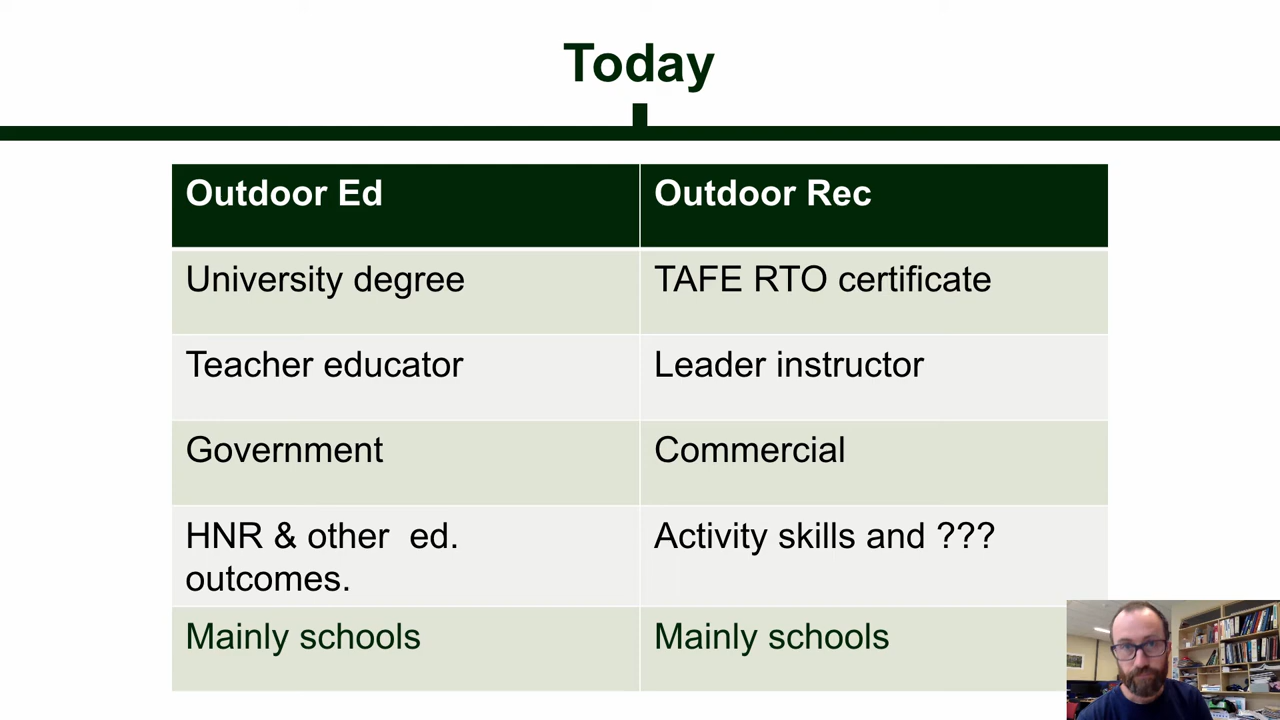 Today
Outdoor Ed
Outdoor Rec
University degree
TAFE RTO certificate
Teacher educator
Leader instructor
Government
Commercial
HNR & other ed.
outcomes.
Activity skills and ???
Mainly schools
Mainly schools